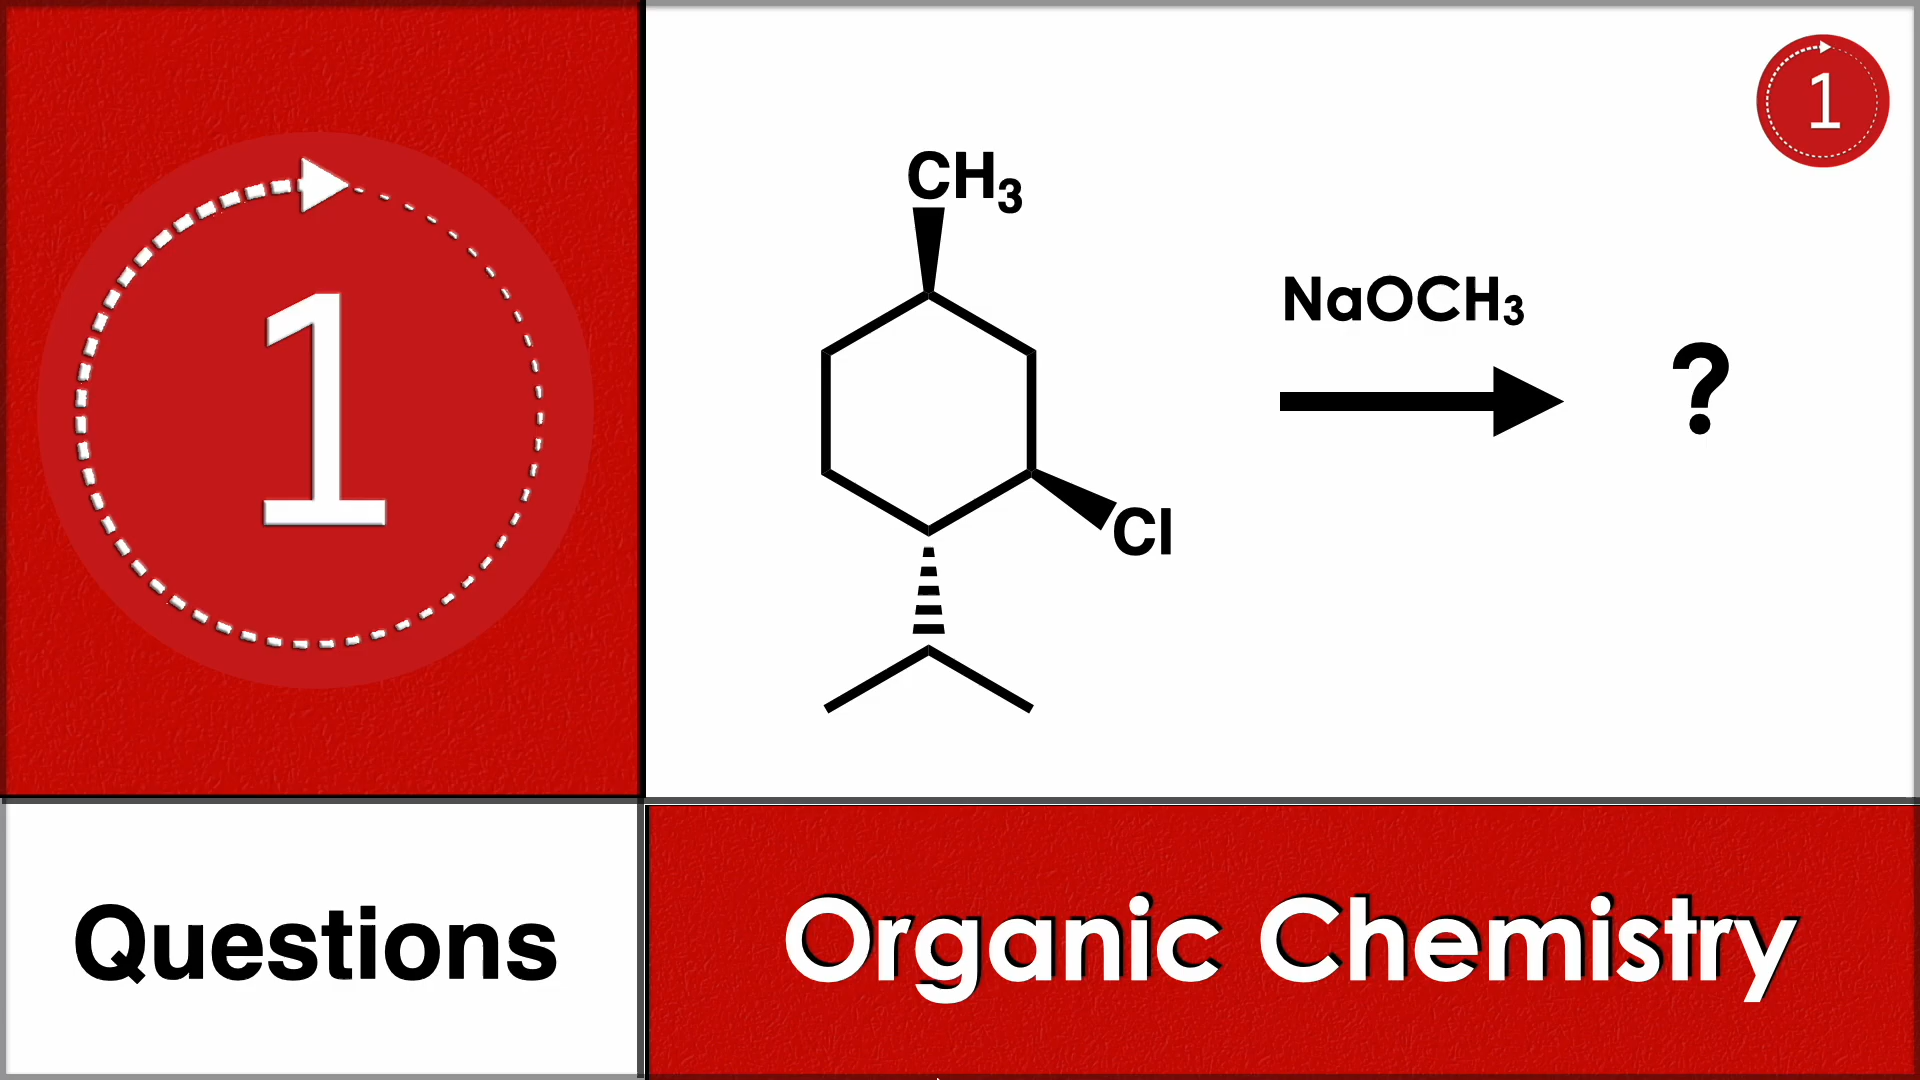 1
1
CH₃
NaOCH₃
?
Cl
Questions
Organic Chemistry